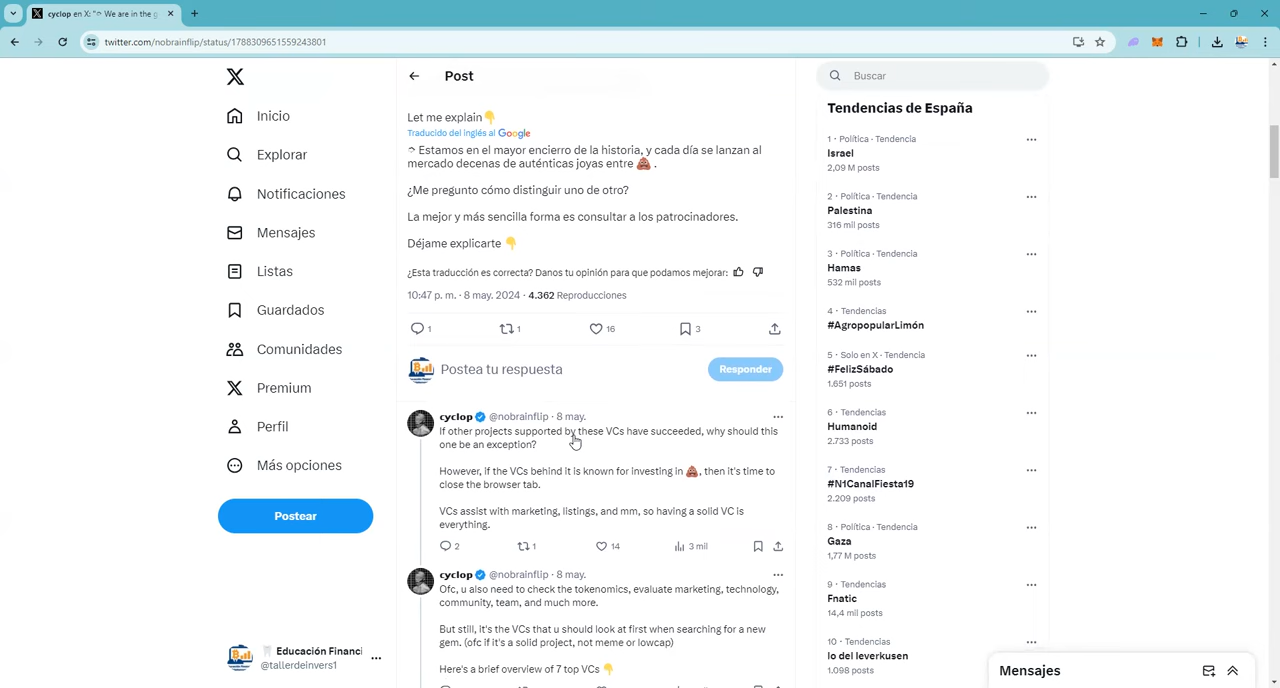 cyclop en X: "
We are in the g
twitter.com/nobrainflip/status/1788309651559243801
Inicio
Explorar
Notificaciones
Mensajes
Listas
Guardados
Comunidades
Premium
Perfil
Más opciones
Postear
Educación Financi
@tallerdeinvers1
Post
Let me explain👇
Traducido del inglés al Google
Estamos en el mayor encierro de la historia, y cada día se lanzan al
mercado decenas de auténticas joyas entre 💩 .
¿Me pregunto cómo distinguir uno de otro?
La mejor y más sencilla forma es consultar a los patrocinadores.
Déjame explicarte 👇
¿Esta traducción es correcta? Danos tu opinión para que podamos mejorar:
10:47 p. m. · 8 may. 2024 · 4.362 Reproducciones
1 1 16 3
Postea tu respuesta
Responder
cyclop @nobrainflip · 8 may.
If other projects supported by these VCs have succeeded, why should this
one be an exception?
However, if the VCs behind it is known for investing in 💩, then it's time to
close the browser tab.
VCs assist with marketing, listings, and mm, so having a solid VC is
everything.
2 1 14 3 mil
cyclop @nobrainflip · 8 may.
Ofc, u also need to check the tokenomics, evaluate marketing, technology,
community, team, and much more.
But still, it's the VCs that u should look at first when searching for a new
gem. (ofc if it's a solid project, not meme or lowcap)
Here's a brief overview of 7 top VCs 👇
Buscar
Tendencias de España
1 · Política · Tendencia
Israel
2,09 M posts
2 · Política · Tendencia
Palestina
316 mil posts
3 · Política · Tendencia
Hamas
532 mil posts
4 · Tendencias
#AgropopularLimón
5 · Solo en X · Tendencia
#FelizSábado
1.651 posts
6 · Tendencias
Humanoid
2.733 posts
7 · Tendencias
#N1CanalFiesta19
2.209 posts
8 · Política · Tendencia
Gaza
1,77 M posts
9 · Tendencias
Fnatic
14,4 mil posts
10 · Tendencias
lo del leverkusen
1.098 posts
Mensajes